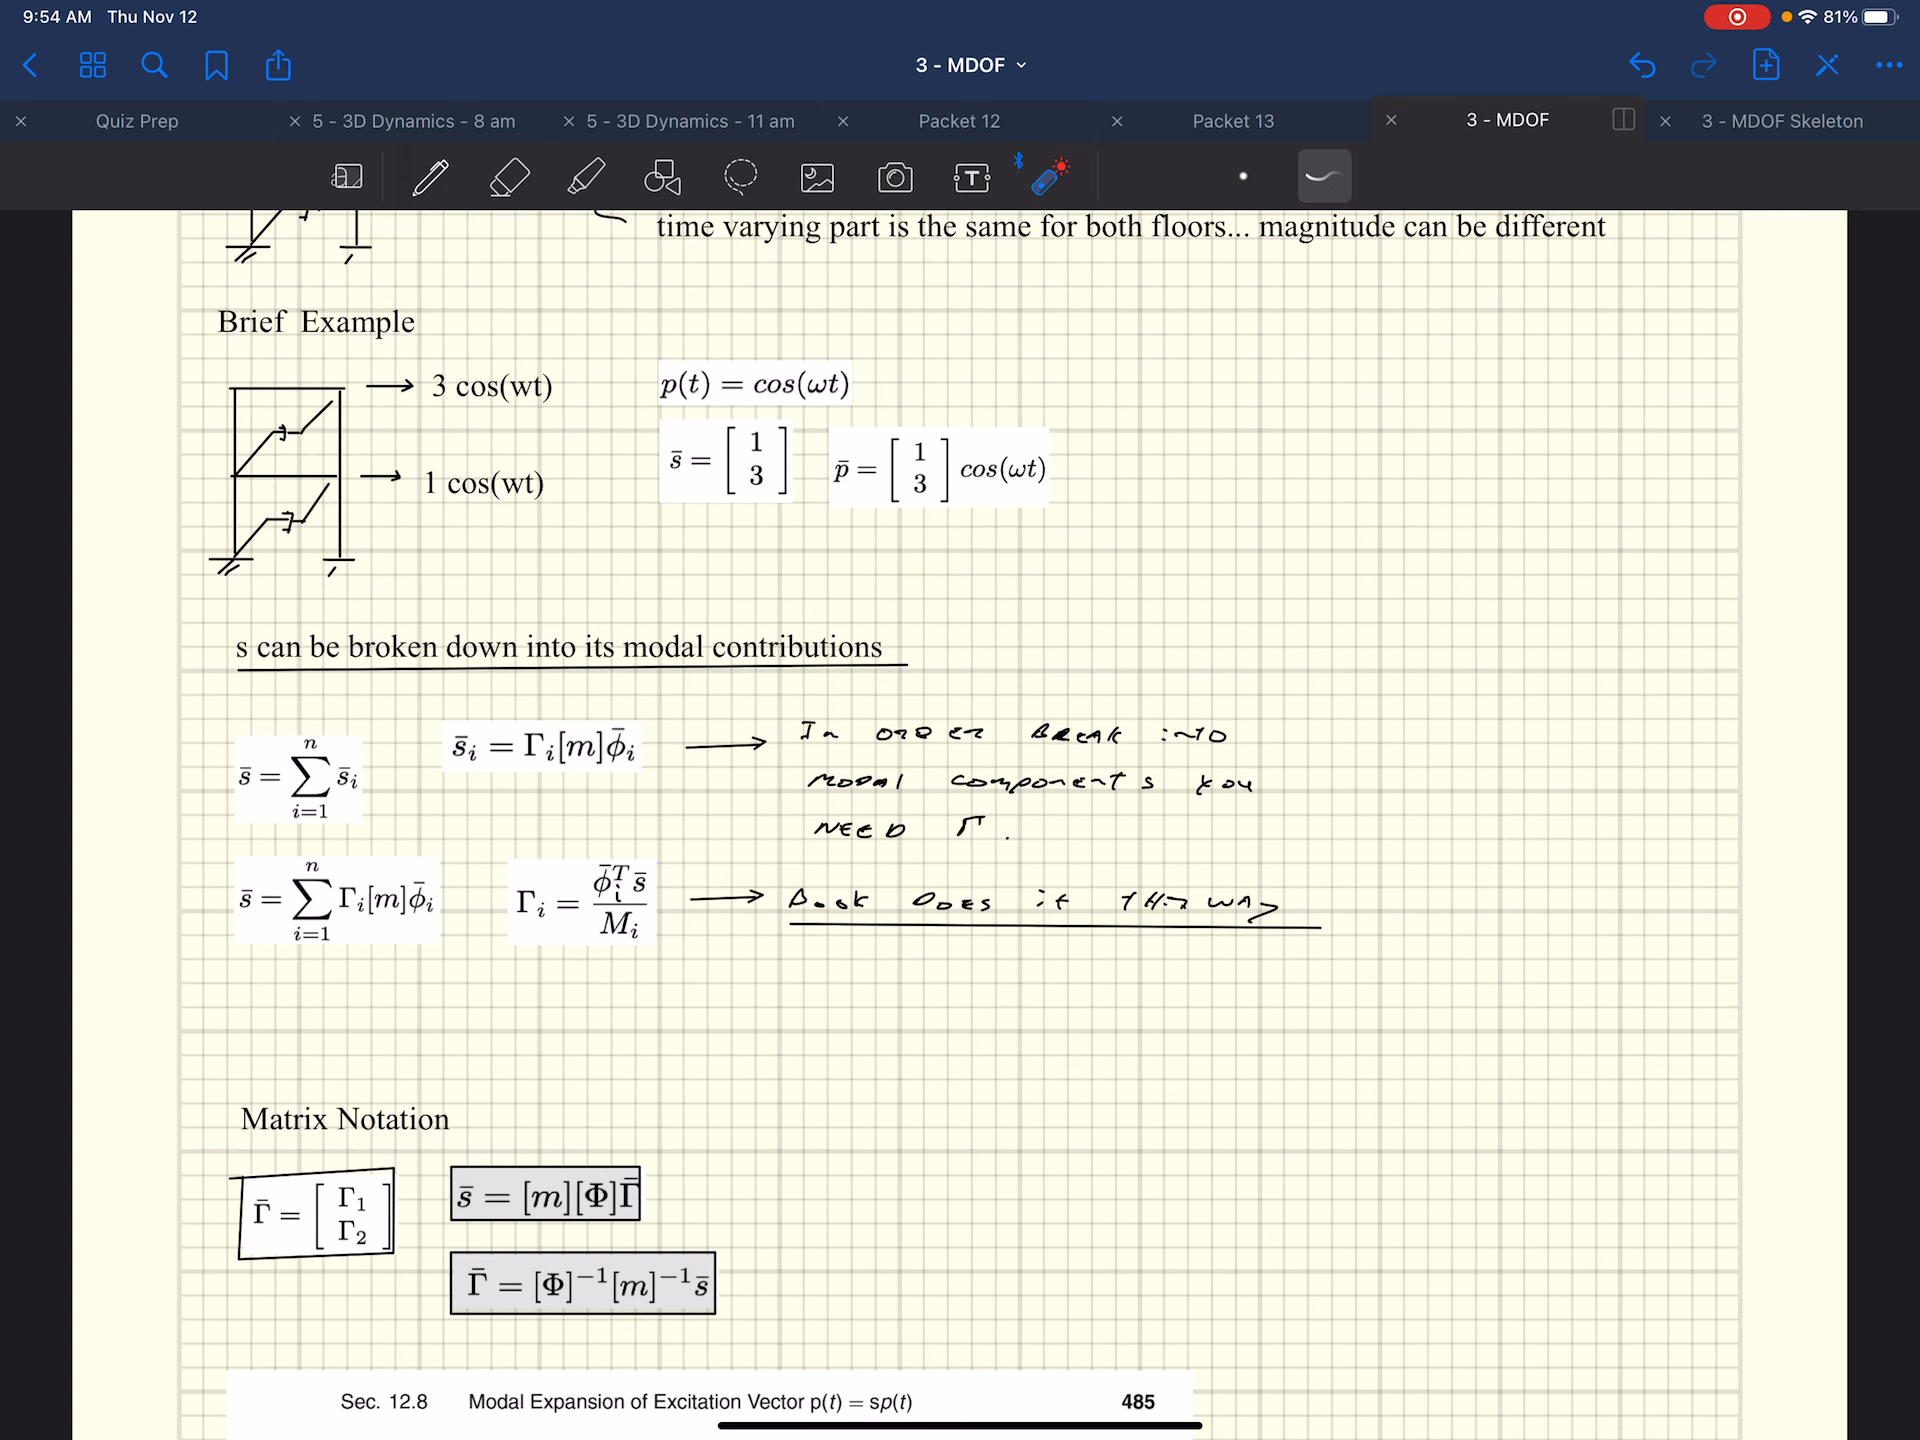 9:54 AM Thu Nov 12
81%
3 - MDOF
Quiz Prep
5 - 3D Dynamics - 8 am
5 - 3D Dynamics - 11 am
Packet 12
Packet 13
3 - MDOF
3 - MDOF Skeleton
time varying part is the same for both floors... magnitude can be different
Brief Example
3 cos(wt)
p(t) = cos(ωt)
s̄ = [ 1 3 ]
p̄ = [ 1 3 ] cos(ωt)
1 cos(wt)
s can be broken down into its modal contributions
s̄ = ∑_{i=1}^{n} s̄ᵢ
s̄ᵢ = Γᵢ[m]ϕ̄ᵢ
IN ORDER BREAK INTO
MODAL COMPONENTS YOU
NEED Γ.
s̄ = ∑_{i=1}^{n} Γᵢ[m]ϕ̄ᵢ
Γᵢ = ϕ̄ᵢᵀ s̄ / Mᵢ
BOOK DOES it THIS WAY
Matrix Notation
Γ̄ = [ Γ₁ Γ₂ ]
s̄ = [m][Φ]Γ̄
Γ̄ = [Φ]⁻¹[m]⁻¹s̄
Sec. 12.8 Modal Expansion of Excitation Vector p(t) = sp(t) 485